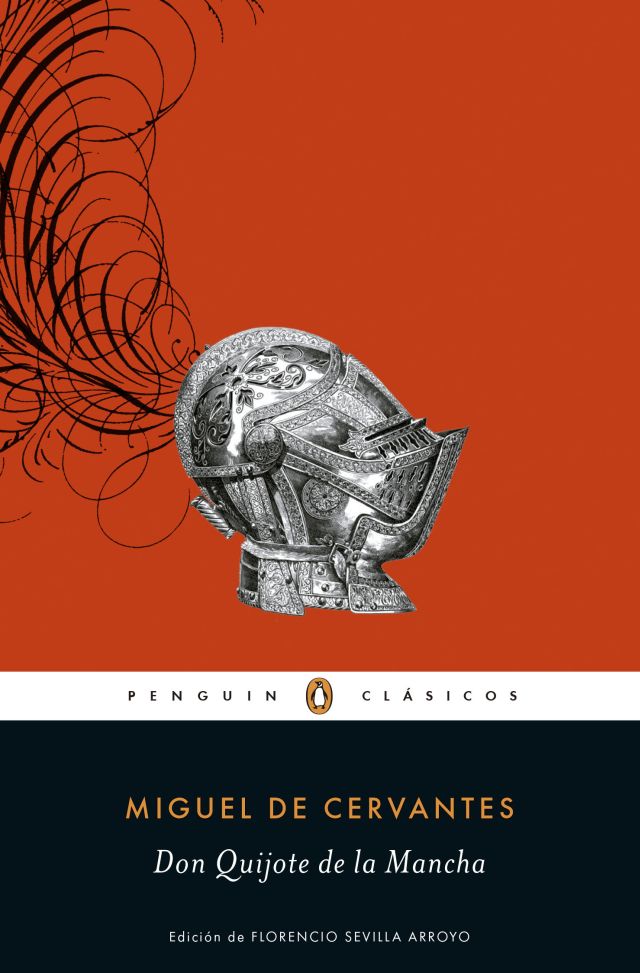 PENGUIN CLÁSICOS
MIGUEL DE CERVANTES
Don Quijote de la Mancha
Edición de FLORENCIO SEVILLA ARROYO